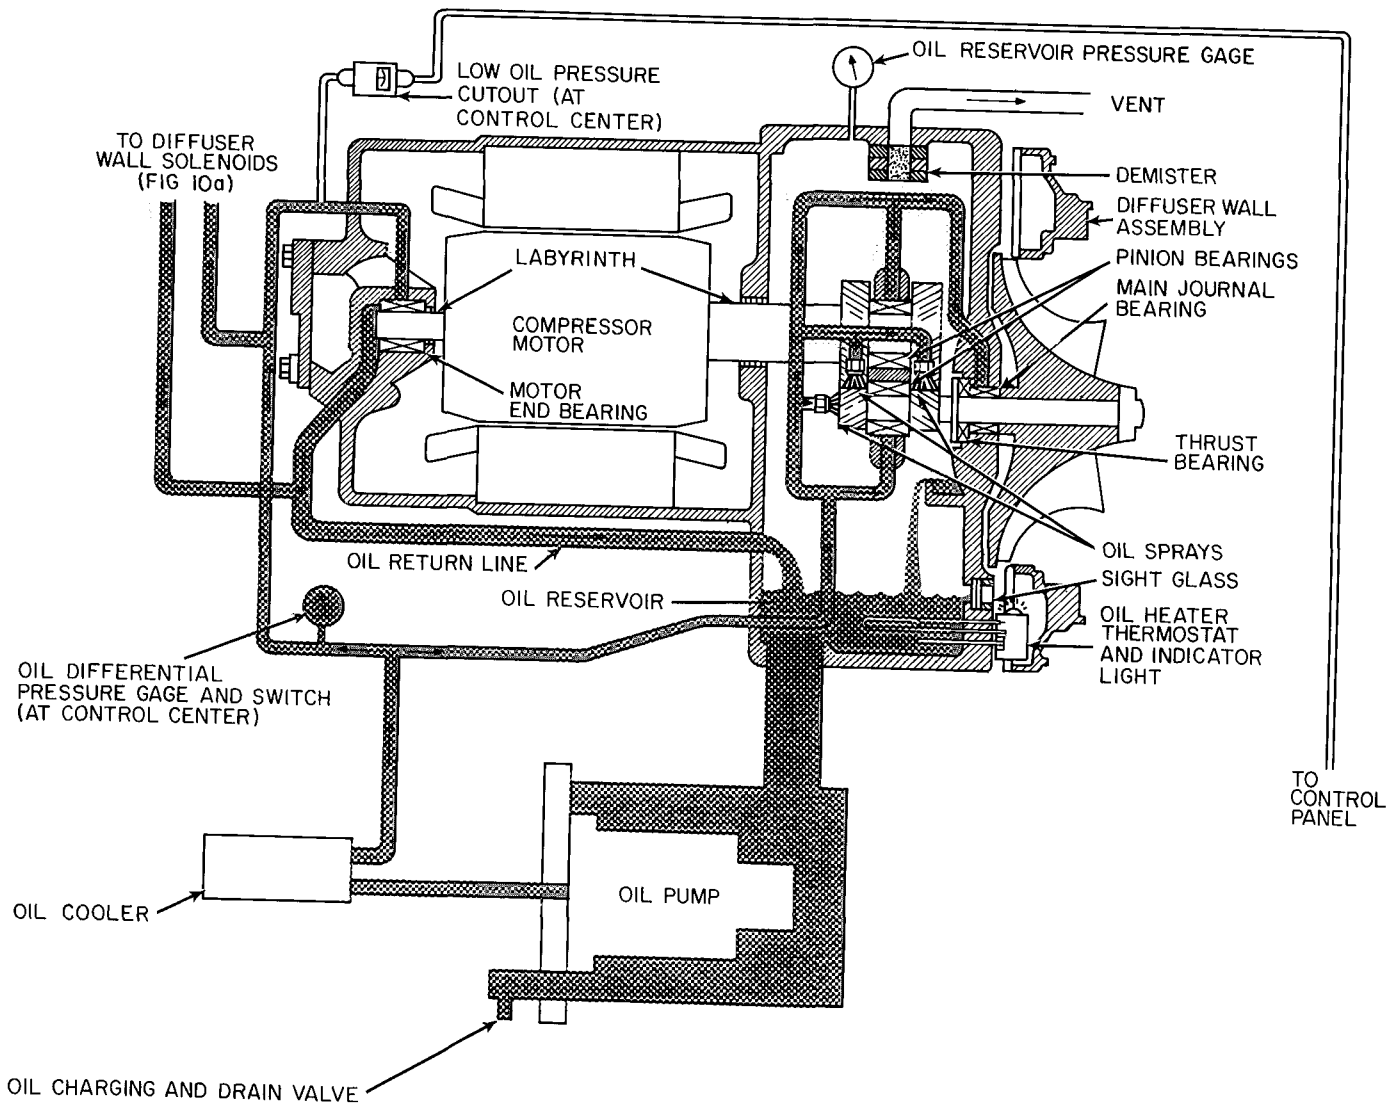 OIL RESERVOIR PRESSURE GAGE
LOW OIL PRESSURE
CUTOUT (AT
CONTROL CENTER)
VENT
TO DIFFUSER
WALL SOLENOIDS
(FIG 10a)
DEMISTER
DIFFUSER WALL
ASSEMBLY
PINION BEARINGS
LABYRINTH
MAIN JOURNAL
BEARING
COMPRESSOR
MOTOR
MOTOR
END BEARING
THRUST
BEARING
OIL SPRAYS
OIL RETURN LINE
SIGHT GLASS
OIL RESERVOIR
OIL HEATER
THERMOSTAT
AND INDICATOR
LIGHT
OIL DIFFERENTIAL
PRESSURE GAGE AND SWITCH
(AT CONTROL CENTER)
TO
CONTROL
PANEL
OIL PUMP
OIL COOLER
OIL CHARGING AND DRAIN VALVE